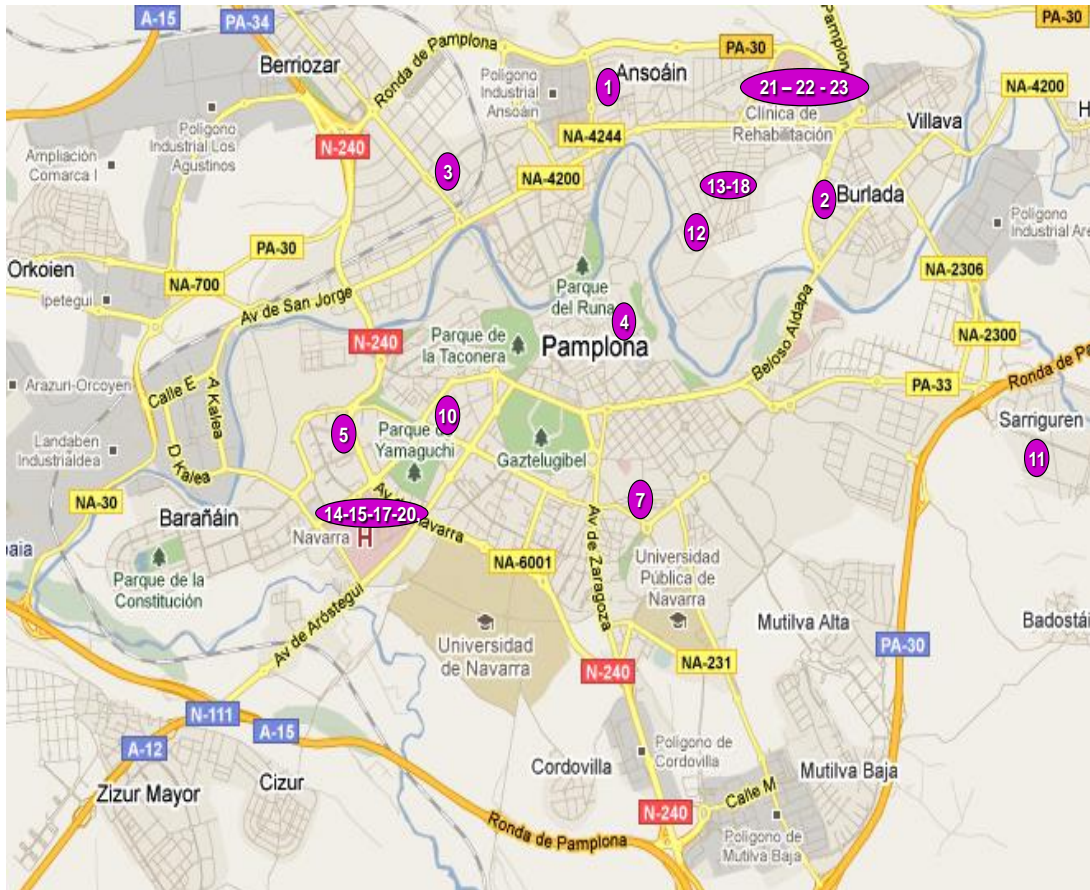 A-15
PA-34
Pamplona
PA-30
PA-30
Berriozar
Ronda de Pamplona
Polígono
Industrial
Ansoáin
1
Ansoáin
21 – 22 - 23
Clínica de
Rehabilitación
NA-4200
H
Villava
Polígono
Industrial Los
Agustinos
N-240
NA-4244
Ampliación
Comarca I
3
NA-4200
13-18
2
Burlada
12
Polígono
Industrial Are
PA-30
Orkoien
NA-700
Ipetegui
Av de San Jorge
Parque
del Runa
NA-2306
4
Beloso Aldapa
N-240
Parque de
la Taconera
Pamplona
NA-2300
Arazuri-Orcoyen
Calle E
A Kalea
PA-33
Ronda de Pa
10
5
Parque de
Yamaguchi
Gaztelugibel
Sarriguren
11
Landaben
Industrialdea
D Kalea
NA-30
7
Barañáin
14-15-17-20
Av de Navarra
Navarra
H
Av de Zaragoza
paia
NA-6001
Universidad
Pública de
Navarra
Parque de la
Constitución
Av de Aróstegui
Universidad
de Navarra
Mutilva Alta
Badostái
PA-30
NA-231
N-240
N-111
A-15
A-12
Polígono de
Cordovilla
Cordovilla
Mutilva Baja
Cizur
Zizur Mayor
Calle M
N-240
Ronda de Pamplona
Polígono de
Mutilva Baja